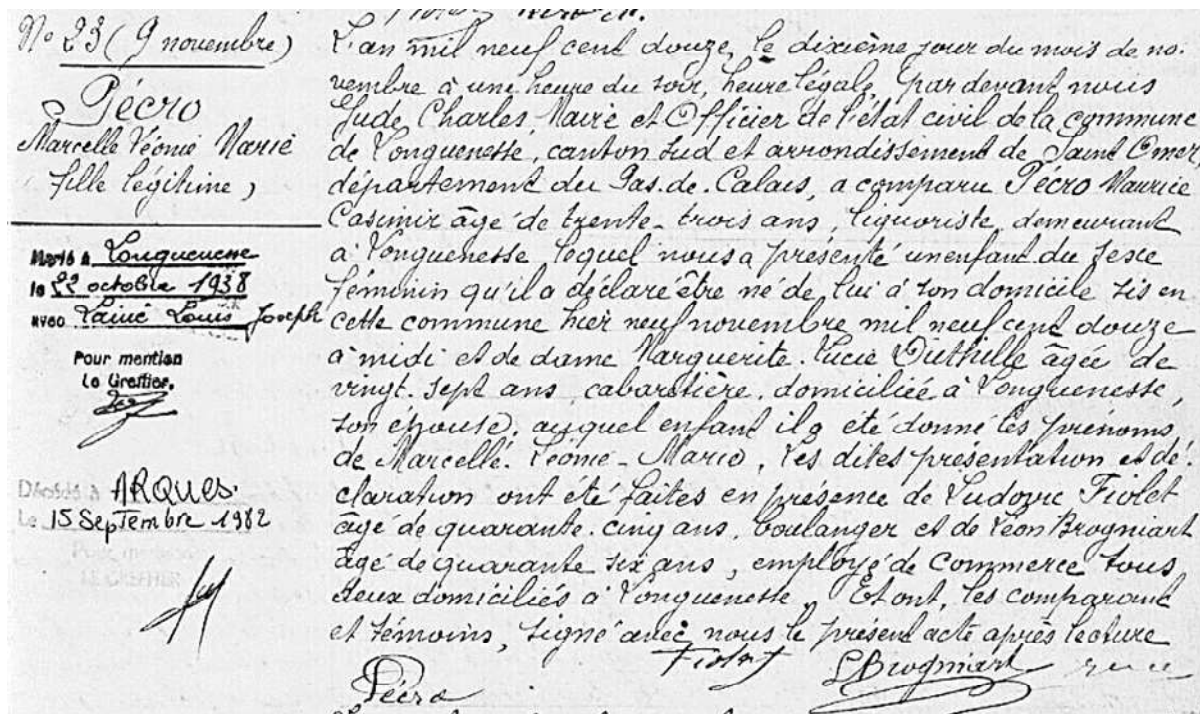 N° 23 (9 novembre)
Pécro
Marcelle Léonie Marie
fille légitime)
Marié à Longuenesse
le 22 octobre 1938
avec Lainé Louis Joseph
Pour mention
Le Greffier,
Décédé à ARQUES.
Le 15 Septembre 1982
Pour mention
LE GREFFIER
L'an mil neuf cent douze, le dixième jour du mois de no-
vembre à une heure du soir, heure légale, par devant nous
Jude, Charles, Maire et Officier de l'état civil de la commune
de Longuenesse, canton sud et arrondissement de Saint Omer,
département du Pas-de-Calais, a comparu Pécro Maurice
Casimir âgé de trente-trois ans, liquoriste, demeurant
à Longuenesse, lequel nous a présenté un enfant du sexe
féminin qu'il a déclaré être né de lui à son domicile sis en
cette commune hier neuf novembre mil neuf cent douze
à midi et de dame Marguerite-Lucie Duthille âgée de
vingt-sept ans cabaretière, domiciliée à Longuenesse,
son épouse, auquel enfant il a été donné les prénoms
de Marcelle-Léonie-Marie. Les dites présentation et dé-
claration ont été faites en présence de Ludovic Fiolet
âgé de quarante-cinq ans, boulanger et de Léon Brogniart
âgé de quarante six ans, employé de Commerce tous
deux domiciliés à Longuenesse. Et ont, les comparant
et témoins, signé avec nous le présent acte après lecture
Pécro Fiolet LBrogniart